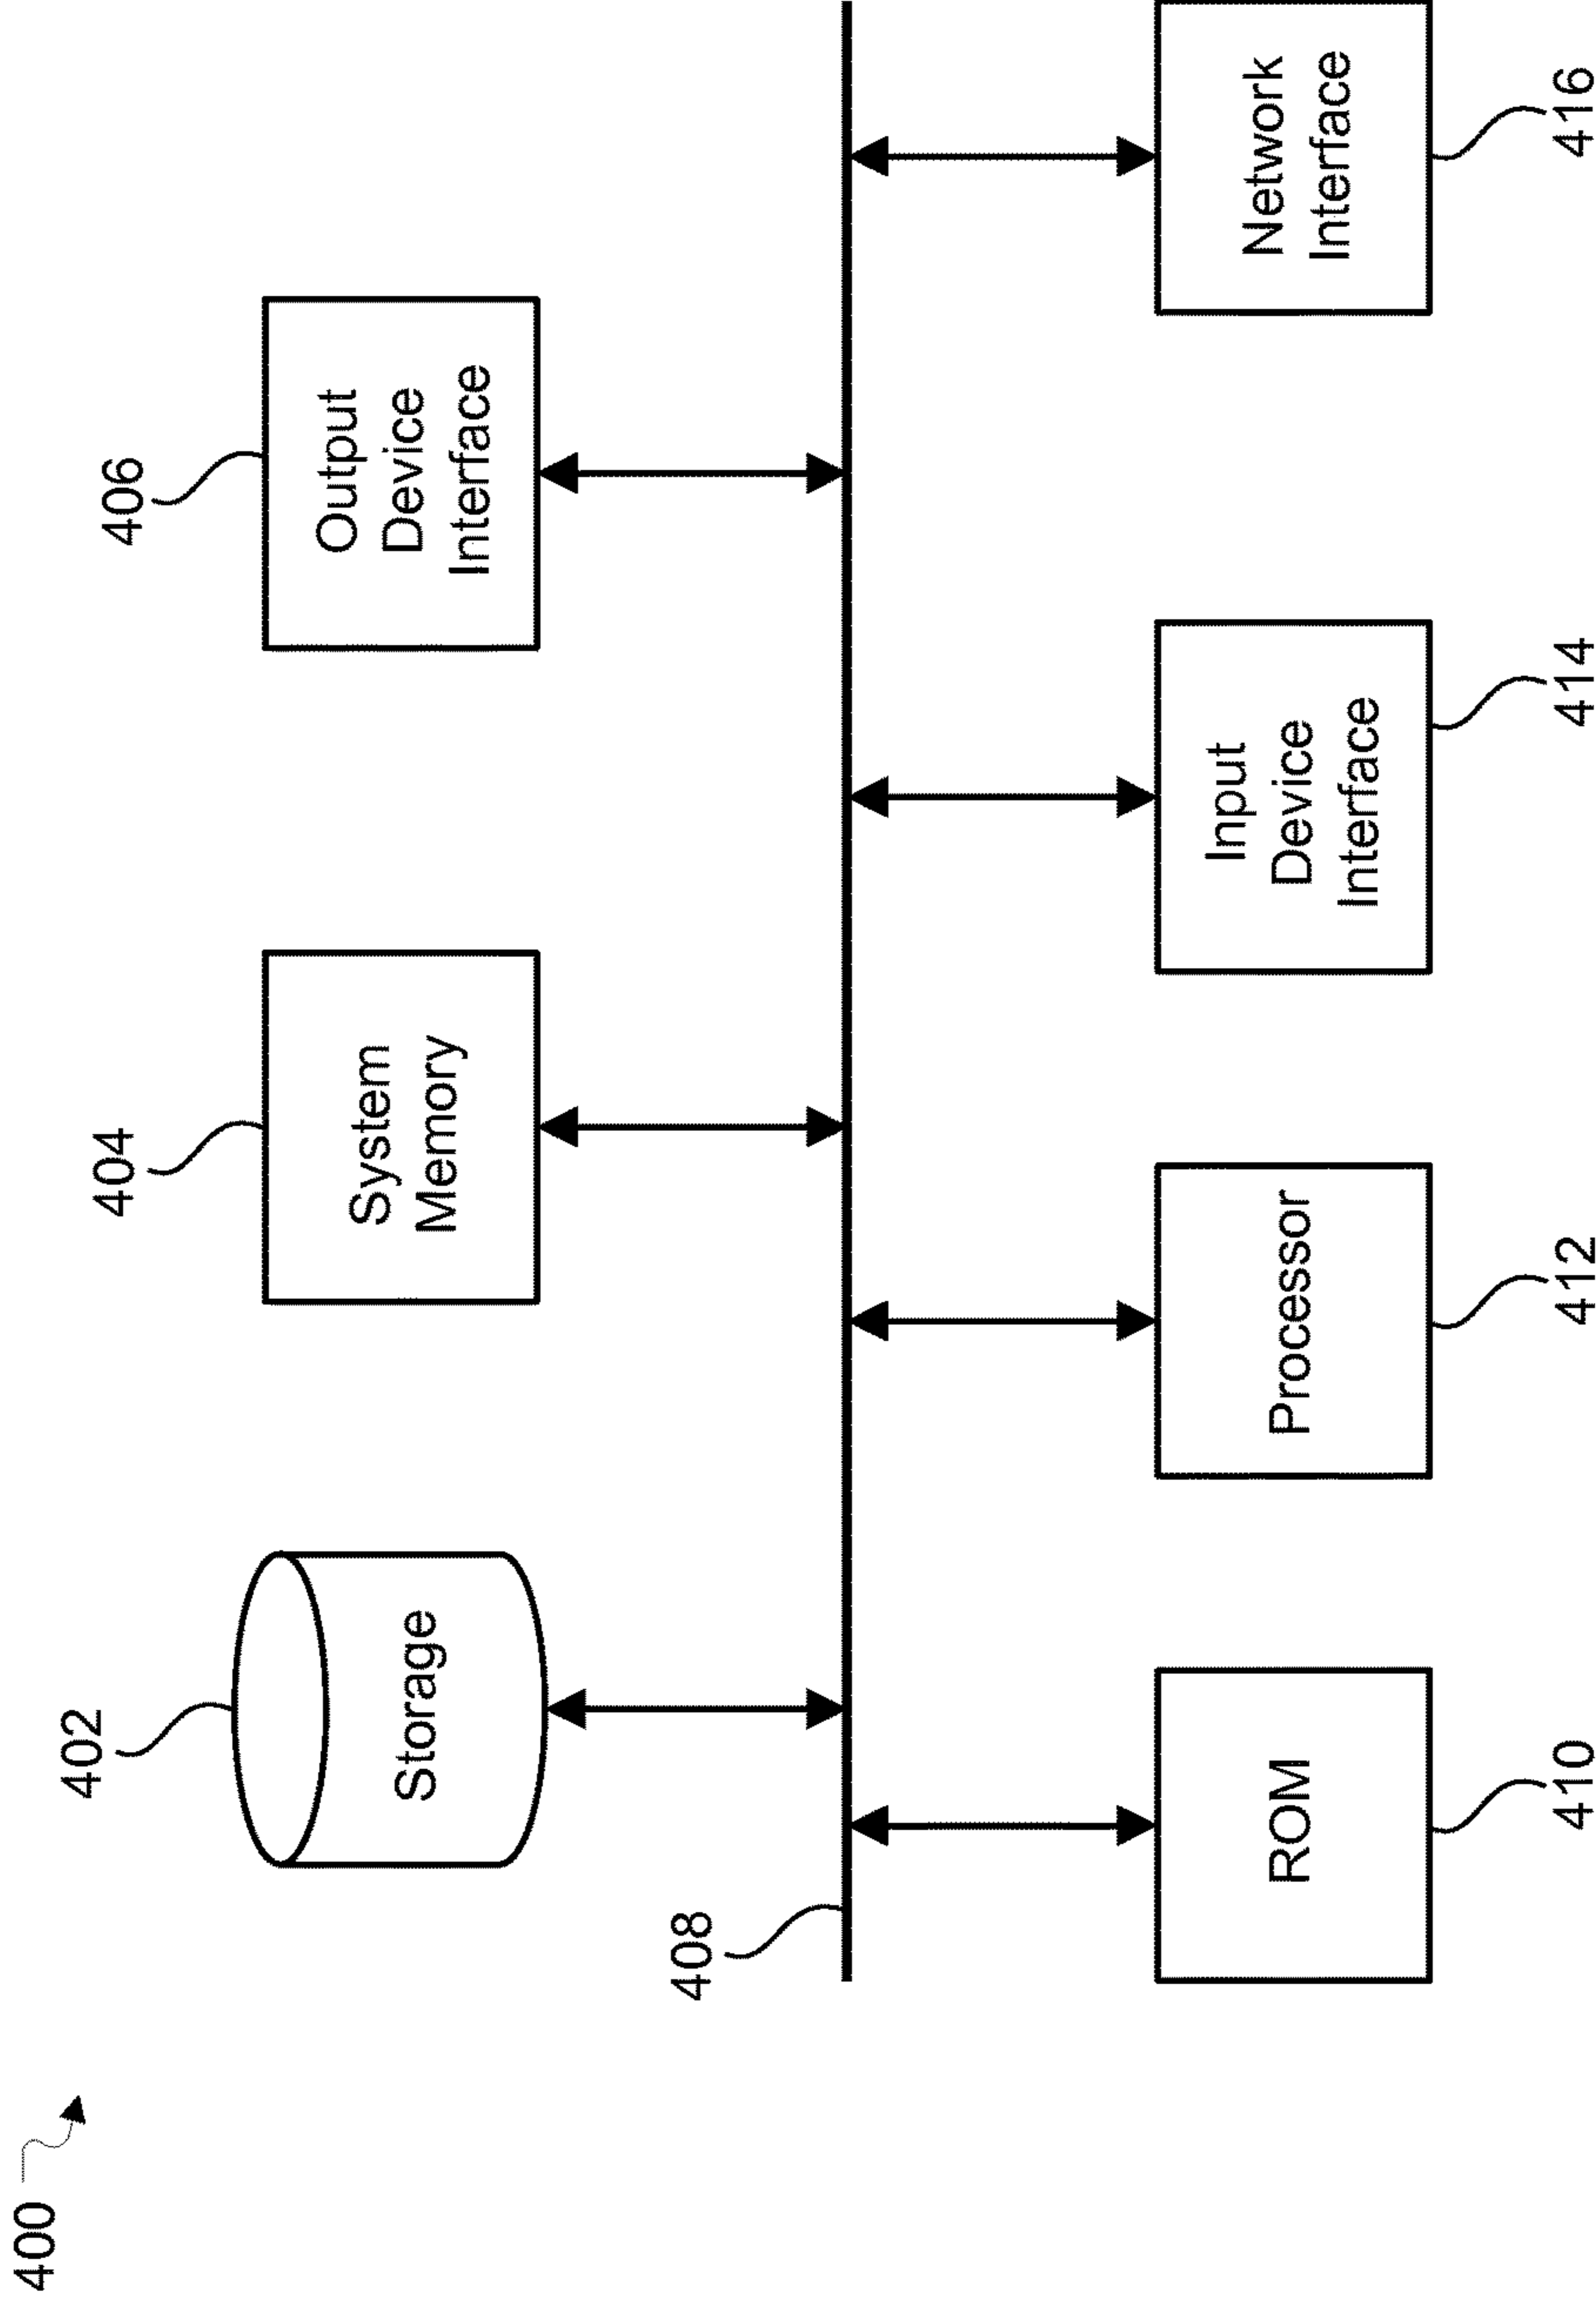 400
402
404
406
Storage
System
Memory
Output
Device
Interface
408
ROM
Processor
Input
Device
Interface
Network
Interface
410
412
414
416